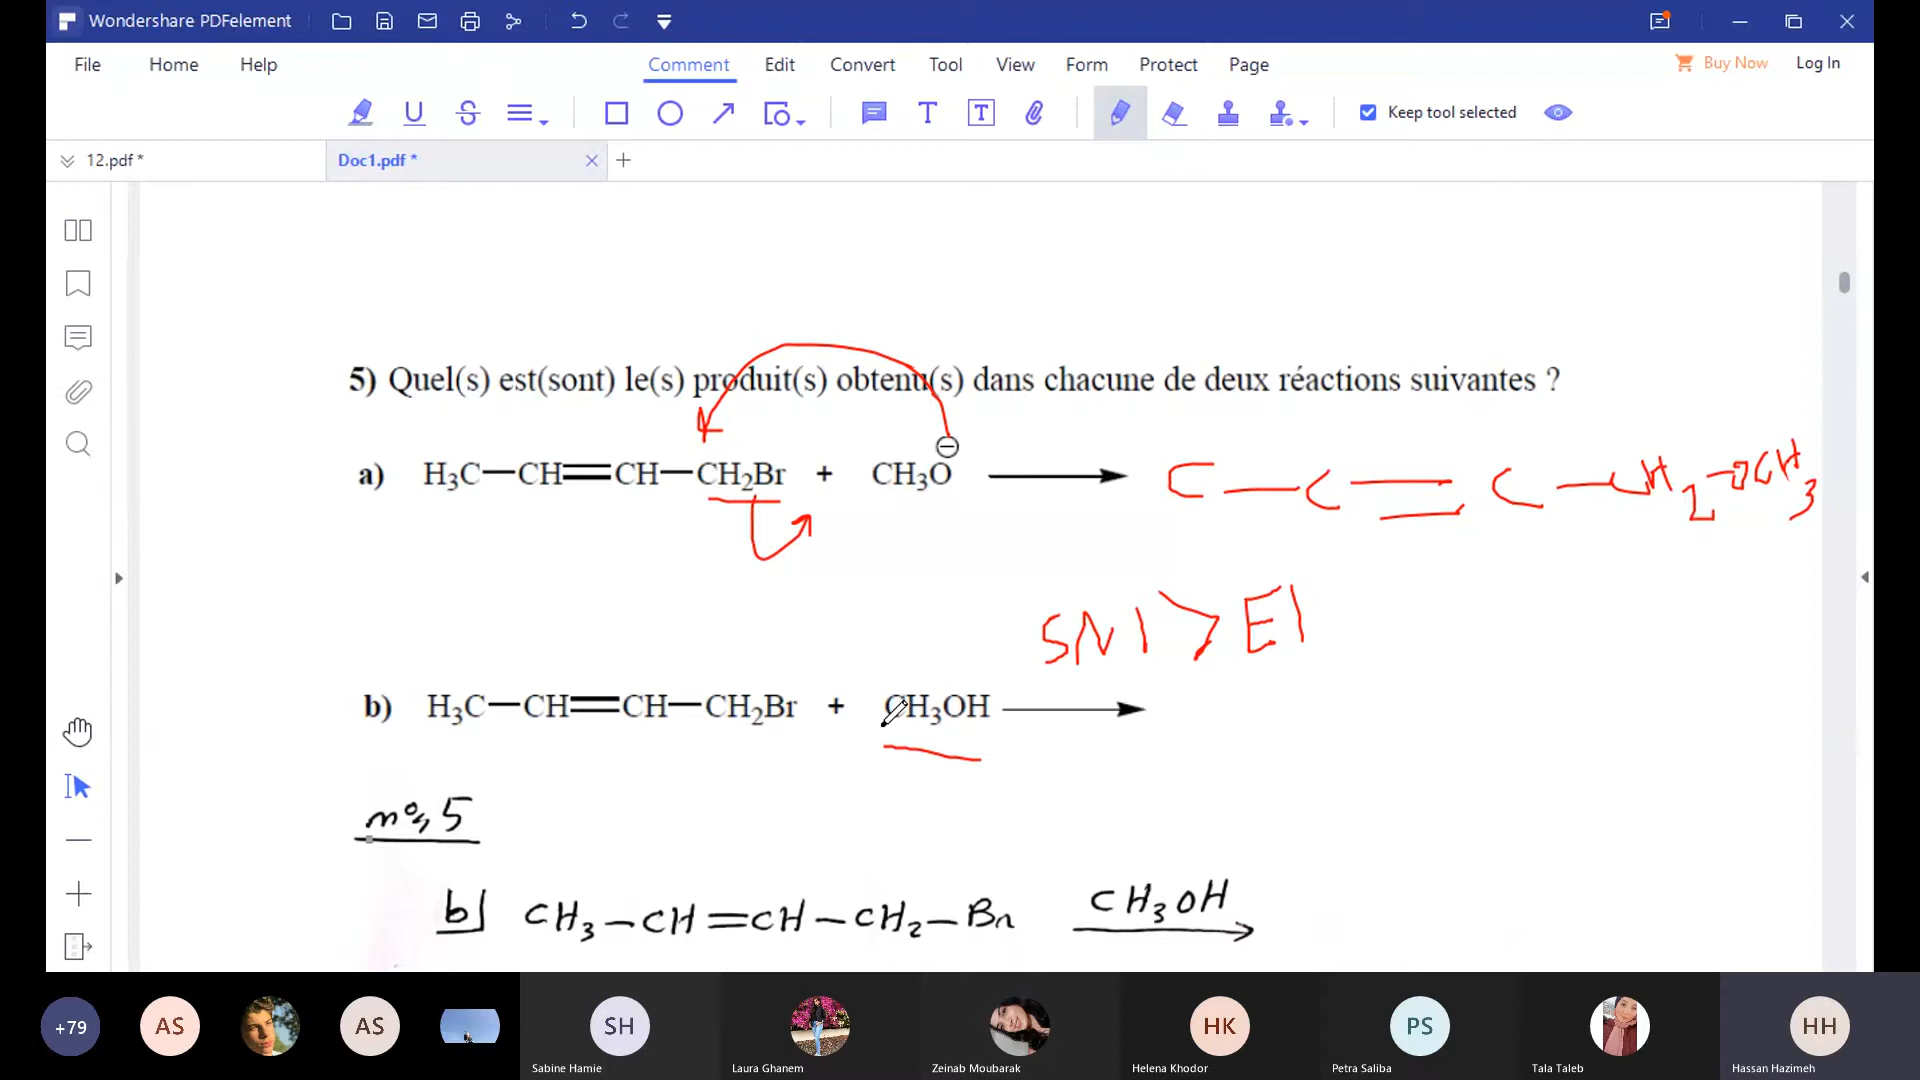 Wondershare PDFelement
File Home Help Comment Edit Convert Tool View Form Protect Page Buy Now Log In
Keep tool selected
12.pdf * Doc1.pdf *
5) Quel(s) est(sont) le(s) produit(s) obtenu(s) dans chacune de deux réactions suivantes ?
a) H₃C—CH=CH—CH₂Br + CH₃O⊖ → C—C=C—CH₂-OCH₃
SN1 > E1
b) H₃C—CH=CH—CH₂Br + CH₃OH →
nº, 5
b) CH₃—CH=CH—CH₂—Br CH₃OH →
+79 AS AS SH HK PS HH
Sabine Hamie Laura Ghanem Zeinab Moubarak Helena Khodor Petra Saliba Tala Taleb Hassan Hazimeh